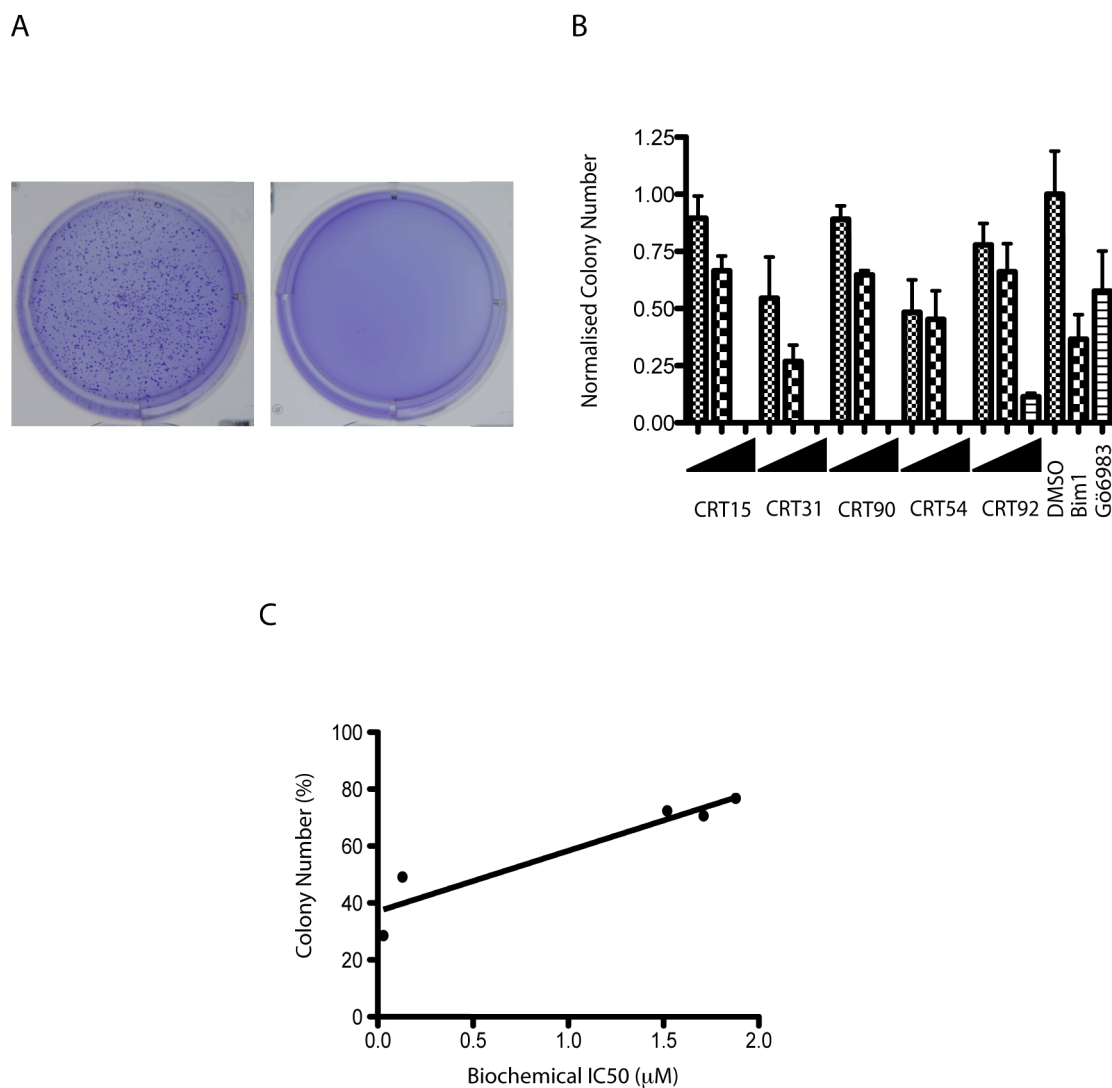 A
B
Normalised Colony Number
1.25
1.00
0.75
0.50
0.25
0.00
CRT15
CRT31
CRT90
CRT54
CRT92
DMSO
Bim1
Gö6983
C
Colony Number (%)
100
80
60
40
20
0
0.0
0.5
1.0
1.5
2.0
Biochemical IC50 (μM)